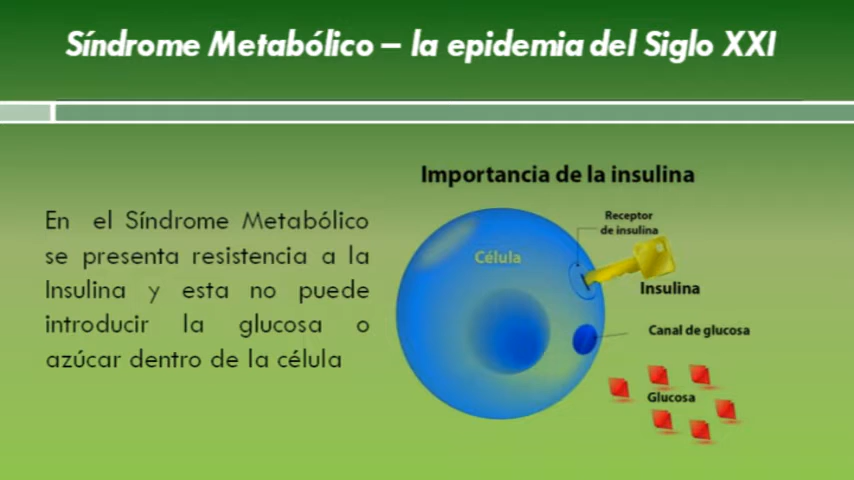 Síndrome Metabólico – la epidemia del Siglo XXI
En el Síndrome Metabólico
se presenta resistencia a la
Insulina y esta no puede
introducir la glucosa o
azúcar dentro de la célula
Importancia de la insulina
Receptor
de insulina
Célula
Insulina
Canal de glucosa
Glucosa